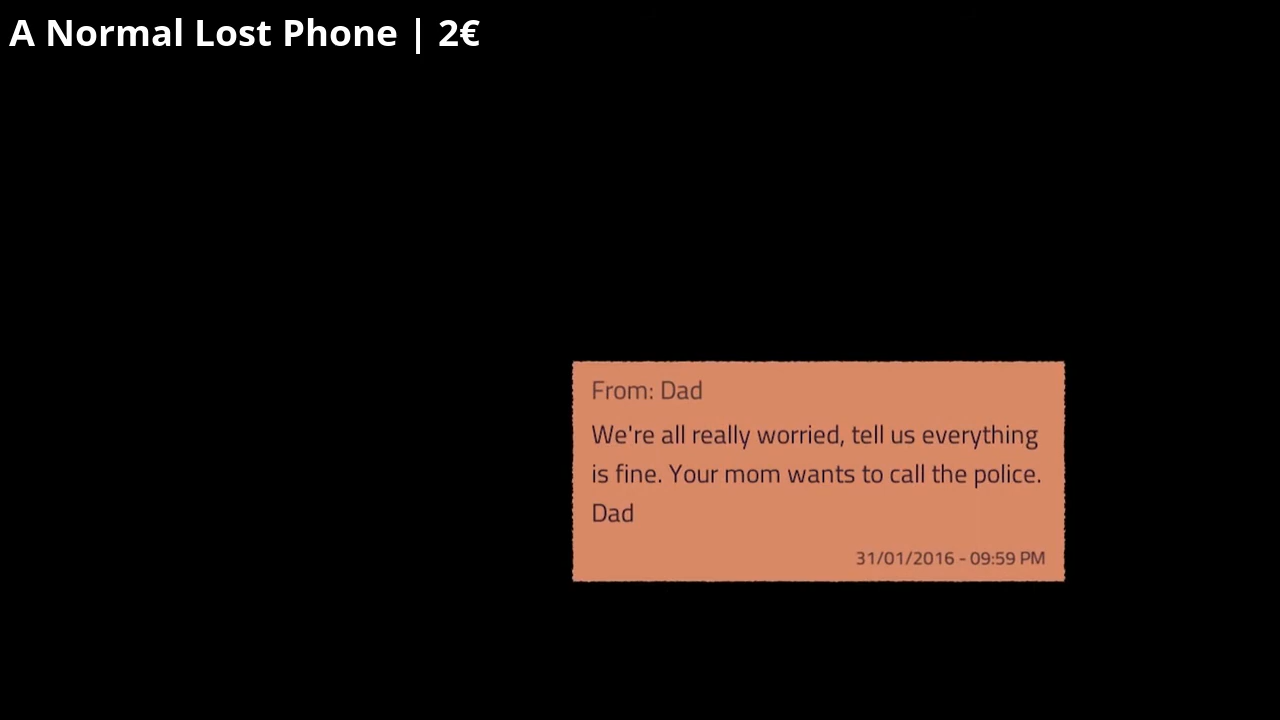 A Normal Lost Phone | 2€
From: Dad
We're all really worried, tell us everything
is fine. Your mom wants to call the police.
Dad
31/01/2016 - 09:59 PM